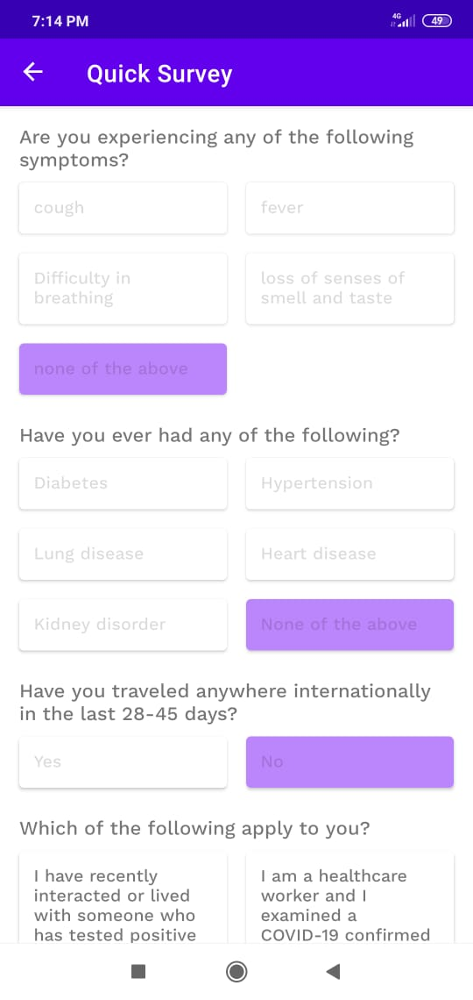 7:14 PM
4G
49
Quick Survey
Are you experiencing any of the following
symptoms?
cough
fever
Difficulty in
breathing
loss of senses of
smell and taste
none of the above
Have you ever had any of the following?
Diabetes
Hypertension
Lung disease
Heart disease
Kidney disorder
None of the above
Have you traveled anywhere internationally
in the last 28-45 days?
Yes
No
Which of the following apply to you?
I have recently
interacted or lived
with someone who
has tested positive
I am a healthcare
worker and I
examined a
COVID-19 confirmed